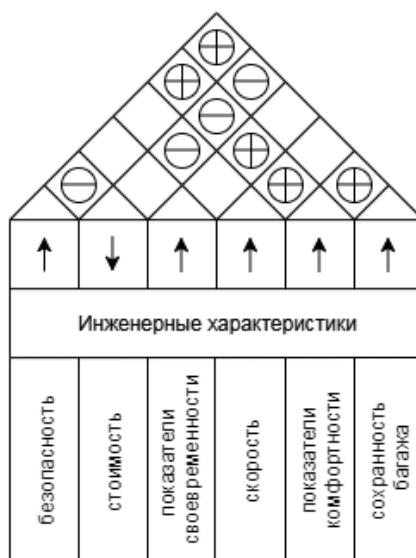 Инженерные характеристики
безопасность
стоимость
показатели
своевременности
скорость
показатели
комфортности
сохранность
багажа